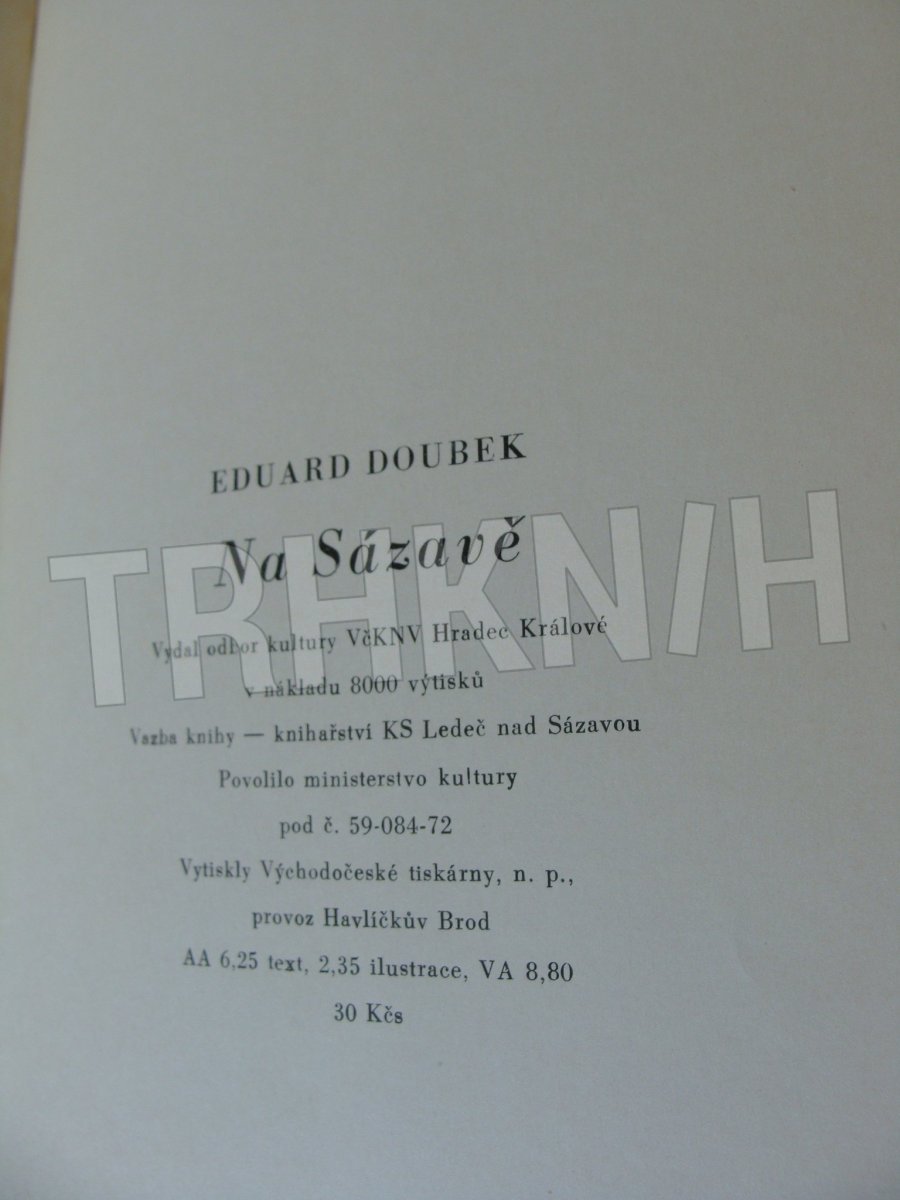 EDUARD DOUBEK
Na Sázavě
TRHKNIH
Vydal odbor kultury VčKNV Hradec Králové
v nákladu 8000 výtisků
Vazba knihy — knihařství KS Ledeč nad Sázavou
Povolilo ministerstvo kultury
pod č. 59-084-72
Vytiskly Východočeské tiskárny, n. p.,
provoz Havlíčkův Brod
AA 6,25 text, 2,35 ilustrace, VA 8,80
30 Kčs